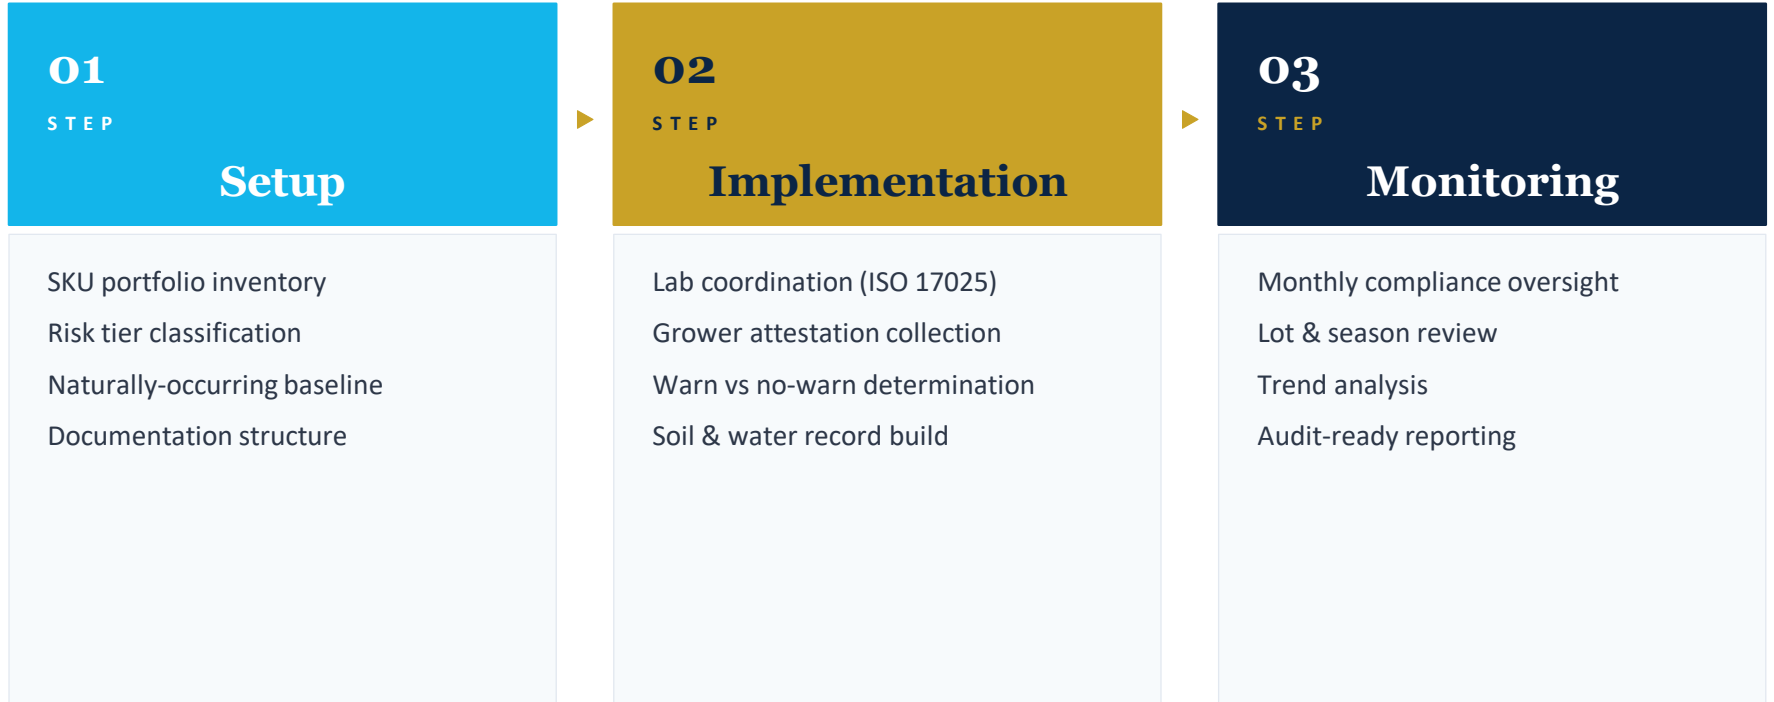 01
STEP
Setup
SKU portfolio inventory
Risk tier classification
Naturally-occurring baseline
Documentation structure
02
STEP
Implementation
Lab coordination (ISO 17025)
Grower attestation collection
Warn vs no-warn determination
Soil & water record build
03
STEP
Monitoring
Monthly compliance oversight
Lot & season review
Trend analysis
Audit-ready reporting